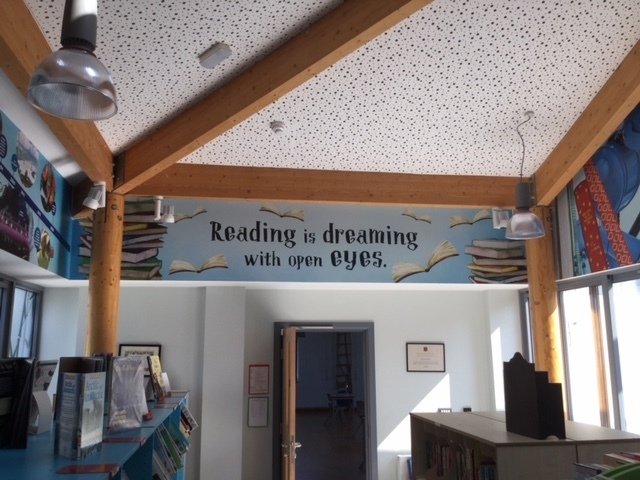 Reading is dreaming
with open eyes.